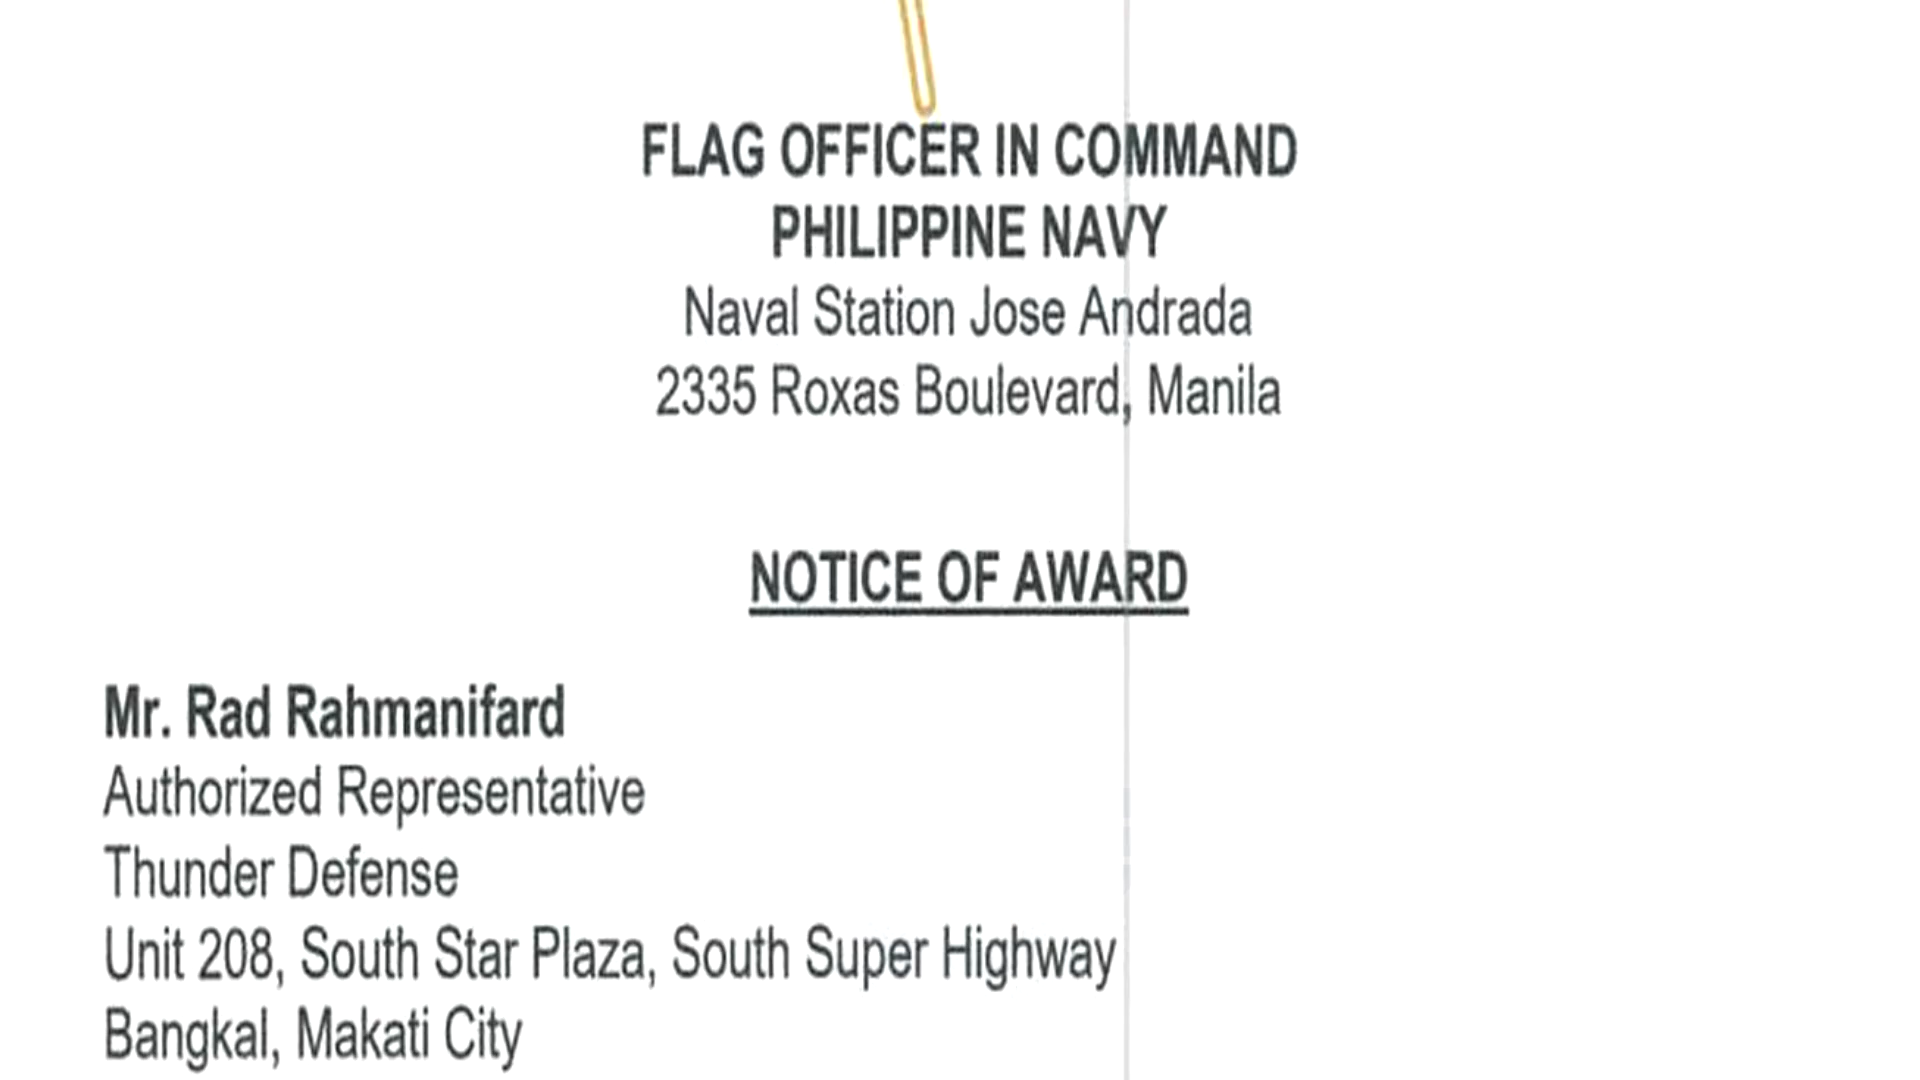 FLAG OFFICER IN COMMAND
PHILIPPINE NAVY
Naval Station Jose Andrada
2335 Roxas Boulevard, Manila
NOTICE OF AWARD
Mr. Rad Rahmanifard
Authorized Representative
Thunder Defense
Unit 208, South Star Plaza, South Super Highway
Bangkal, Makati City